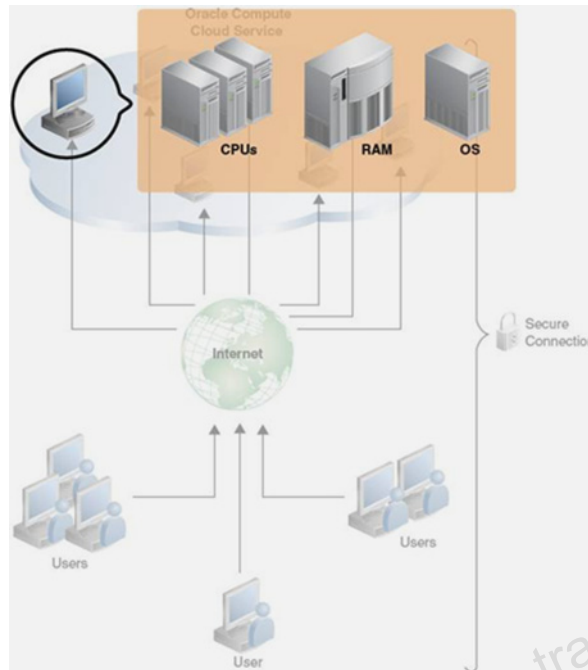 Oracle Compute
Cloud Service
CPUs
RAM
OS
Internet
Secure
Connection
Users
Users
User